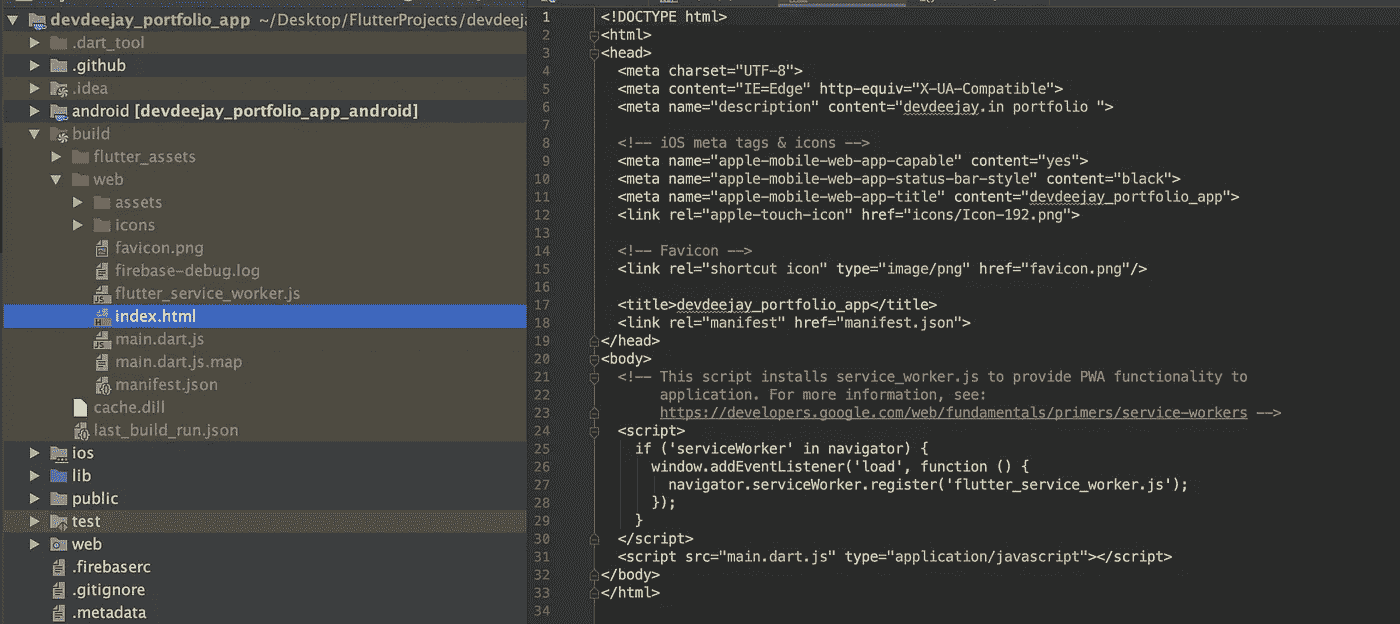 devdeejay_portfolio_app ~/Desktop/FlutterProjects/devdeeja
.dart_tool
.github
.idea
android [devdeejay_portfolio_app_android]
build
flutter_assets
web
assets
icons
favicon.png
firebase-debug.log
flutter_service_worker.js
index.html
main.dart.js
main.dart.js.map
manifest.json
cache.dill
last_build_run.json
ios
lib
public
test
web
.firebaserc
.gitignore
.metadata
1 <!DOCTYPE html>
2 <html>
3 <head>
4 <meta charset="UTF-8">
5 <meta content="IE=Edge" http-equiv="X-UA-Compatible">
6 <meta name="description" content="devdeejay.in portfolio ">
7
8 <!-- iOS meta tags & icons -->
9 <meta name="apple-mobile-web-app-capable" content="yes">
10 <meta name="apple-mobile-web-app-status-bar-style" content="black">
11 <meta name="apple-mobile-web-app-title" content="devdeejay_portfolio_app">
12 <link rel="apple-touch-icon" href="icons/Icon-192.png">
13
14 <!-- Favicon -->
15 <link rel="shortcut icon" type="image/png" href="favicon.png"/>
16
17 <title>devdeejay_portfolio_app</title>
18 <link rel="manifest" href="manifest.json">
19 </head>
20 <body>
21 <!-- This script installs service_worker.js to provide PWA functionality to
22 application. For more information, see:
23 https://developers.google.com/web/fundamentals/primers/service-workers -->
24 <script>
25 if ('serviceWorker' in navigator) {
26 window.addEventListener('load', function () {
27 navigator.serviceWorker.register('flutter_service_worker.js');
28 });
29 }
30 </script>
31 <script src="main.dart.js" type="application/javascript"></script>
32 </body>
33 </html>
34